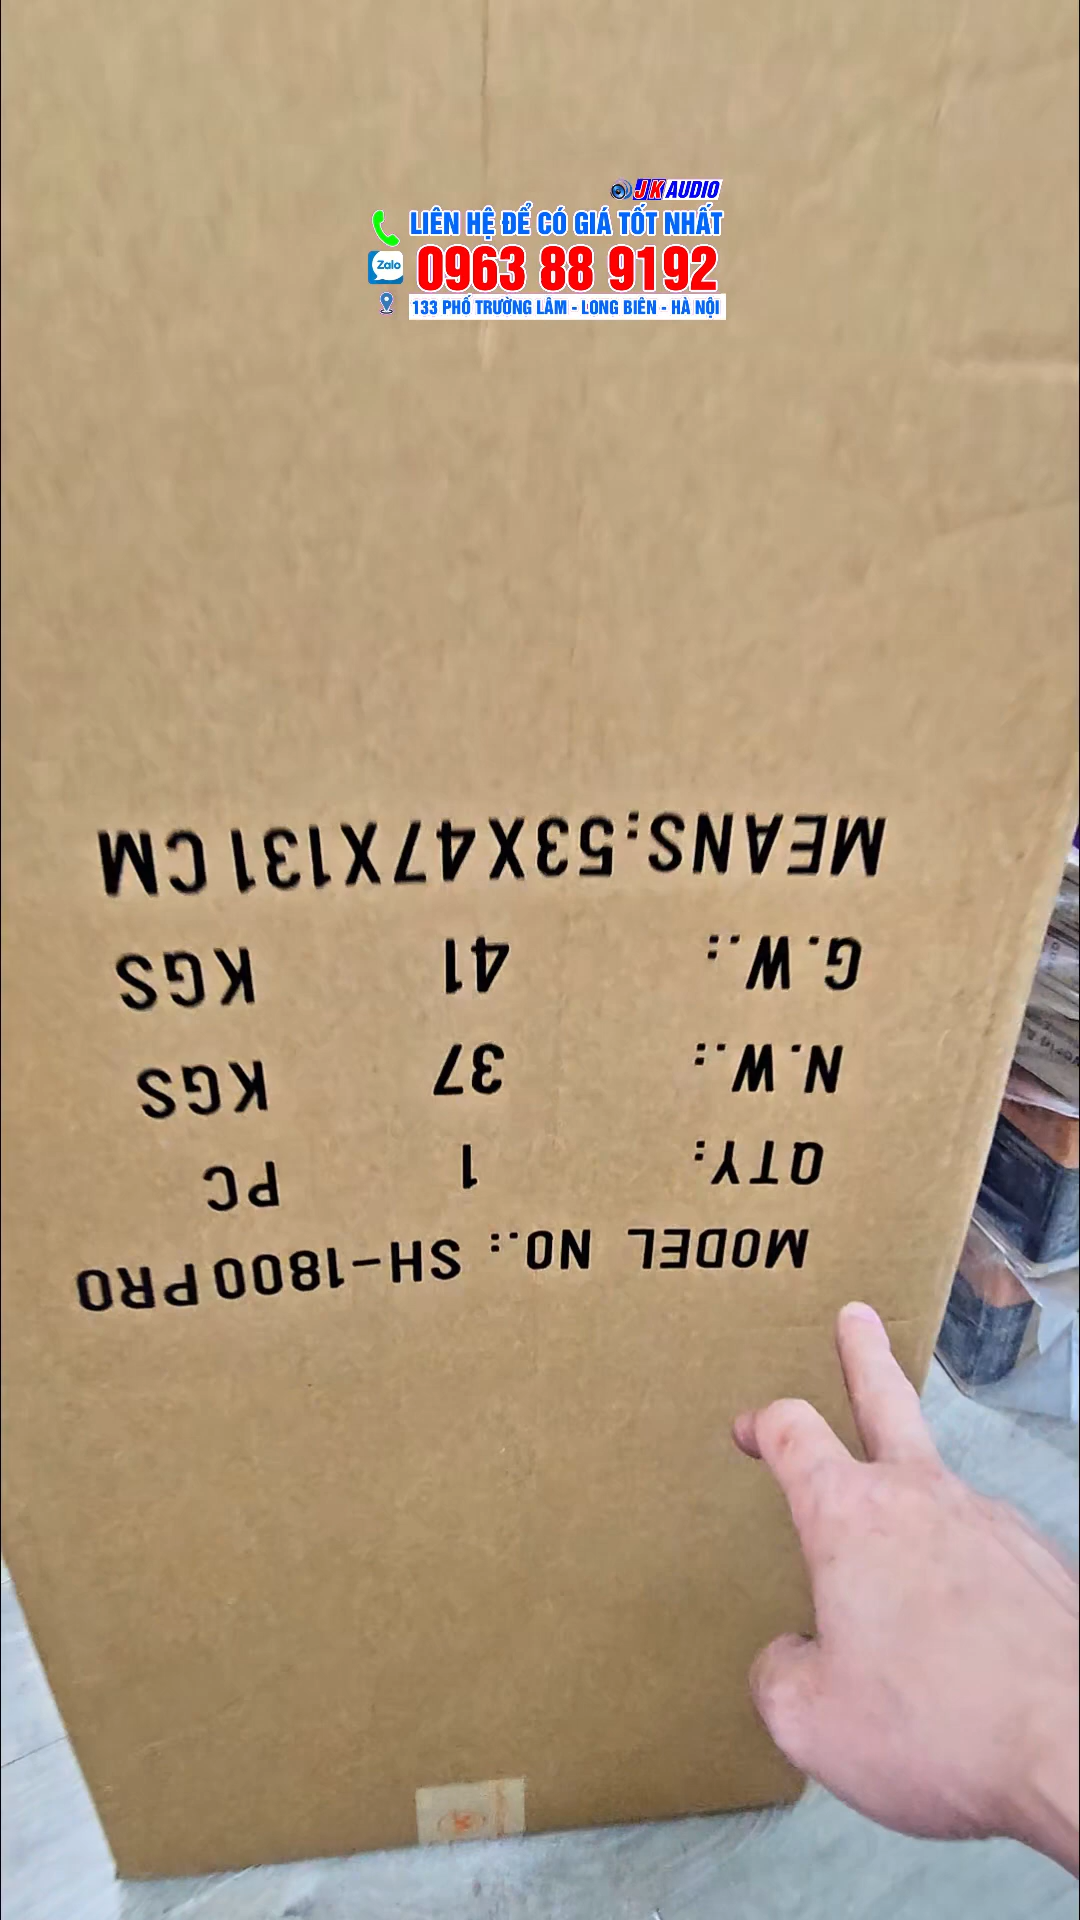 JK AUDIO
LIÊN HỆ ĐỂ CÓ GIÁ TỐT NHẤT
Zalo
0963 88 9192
133 PHỐ TRƯỜNG LÂM - LONG BIÊN - HÀ NỘI
MODEL NO.: SH-1800PRO
QTY: 1 PC
N.W.: 37 KGS
G.W.: 41 KGS
MEANS:53X47X131CM